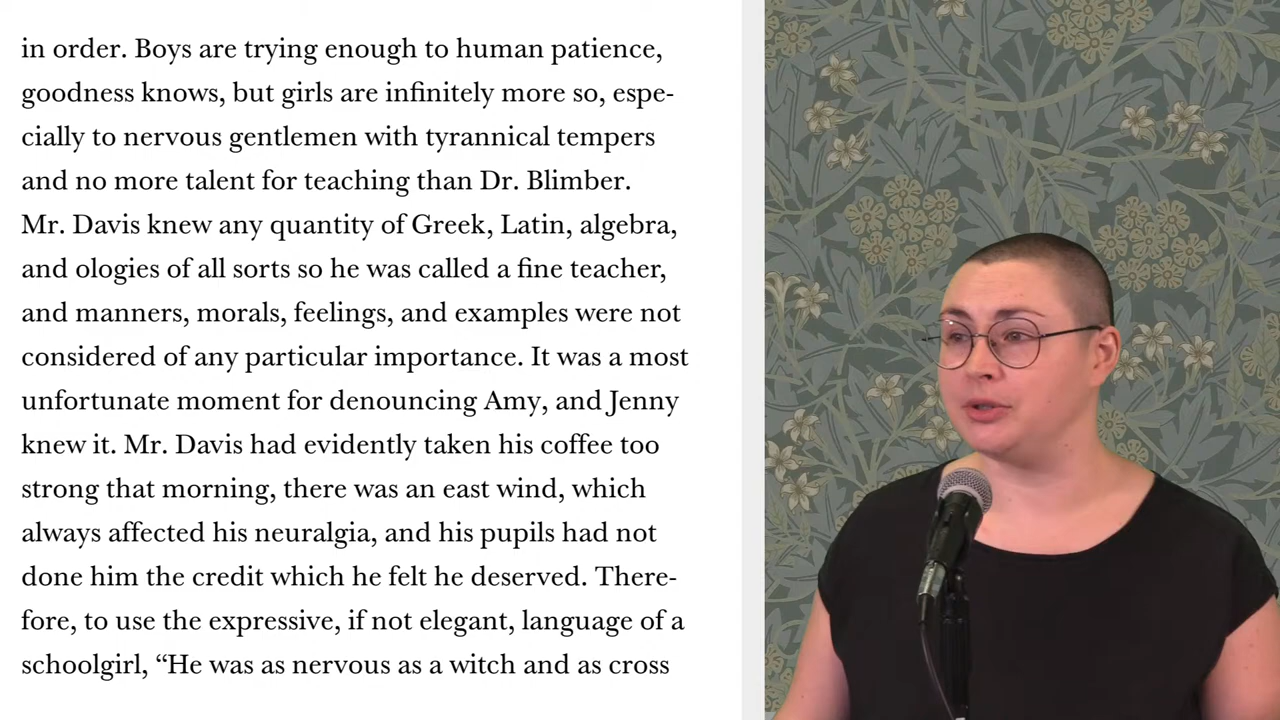 in order. Boys are trying enough to human patience,
goodness knows, but girls are infinitely more so, espe-
cially to nervous gentlemen with tyrannical tempers
and no more talent for teaching than Dr. Blimber.
Mr. Davis knew any quantity of Greek, Latin, algebra,
and ologies of all sorts so he was called a fine teacher,
and manners, morals, feelings, and examples were not
considered of any particular importance. It was a most
unfortunate moment for denouncing Amy, and Jenny
knew it. Mr. Davis had evidently taken his coffee too
strong that morning, there was an east wind, which
always affected his neuralgia, and his pupils had not
done him the credit which he felt he deserved. There-
fore, to use the expressive, if not elegant, language of a
schoolgirl, “He was as nervous as a witch and as cross